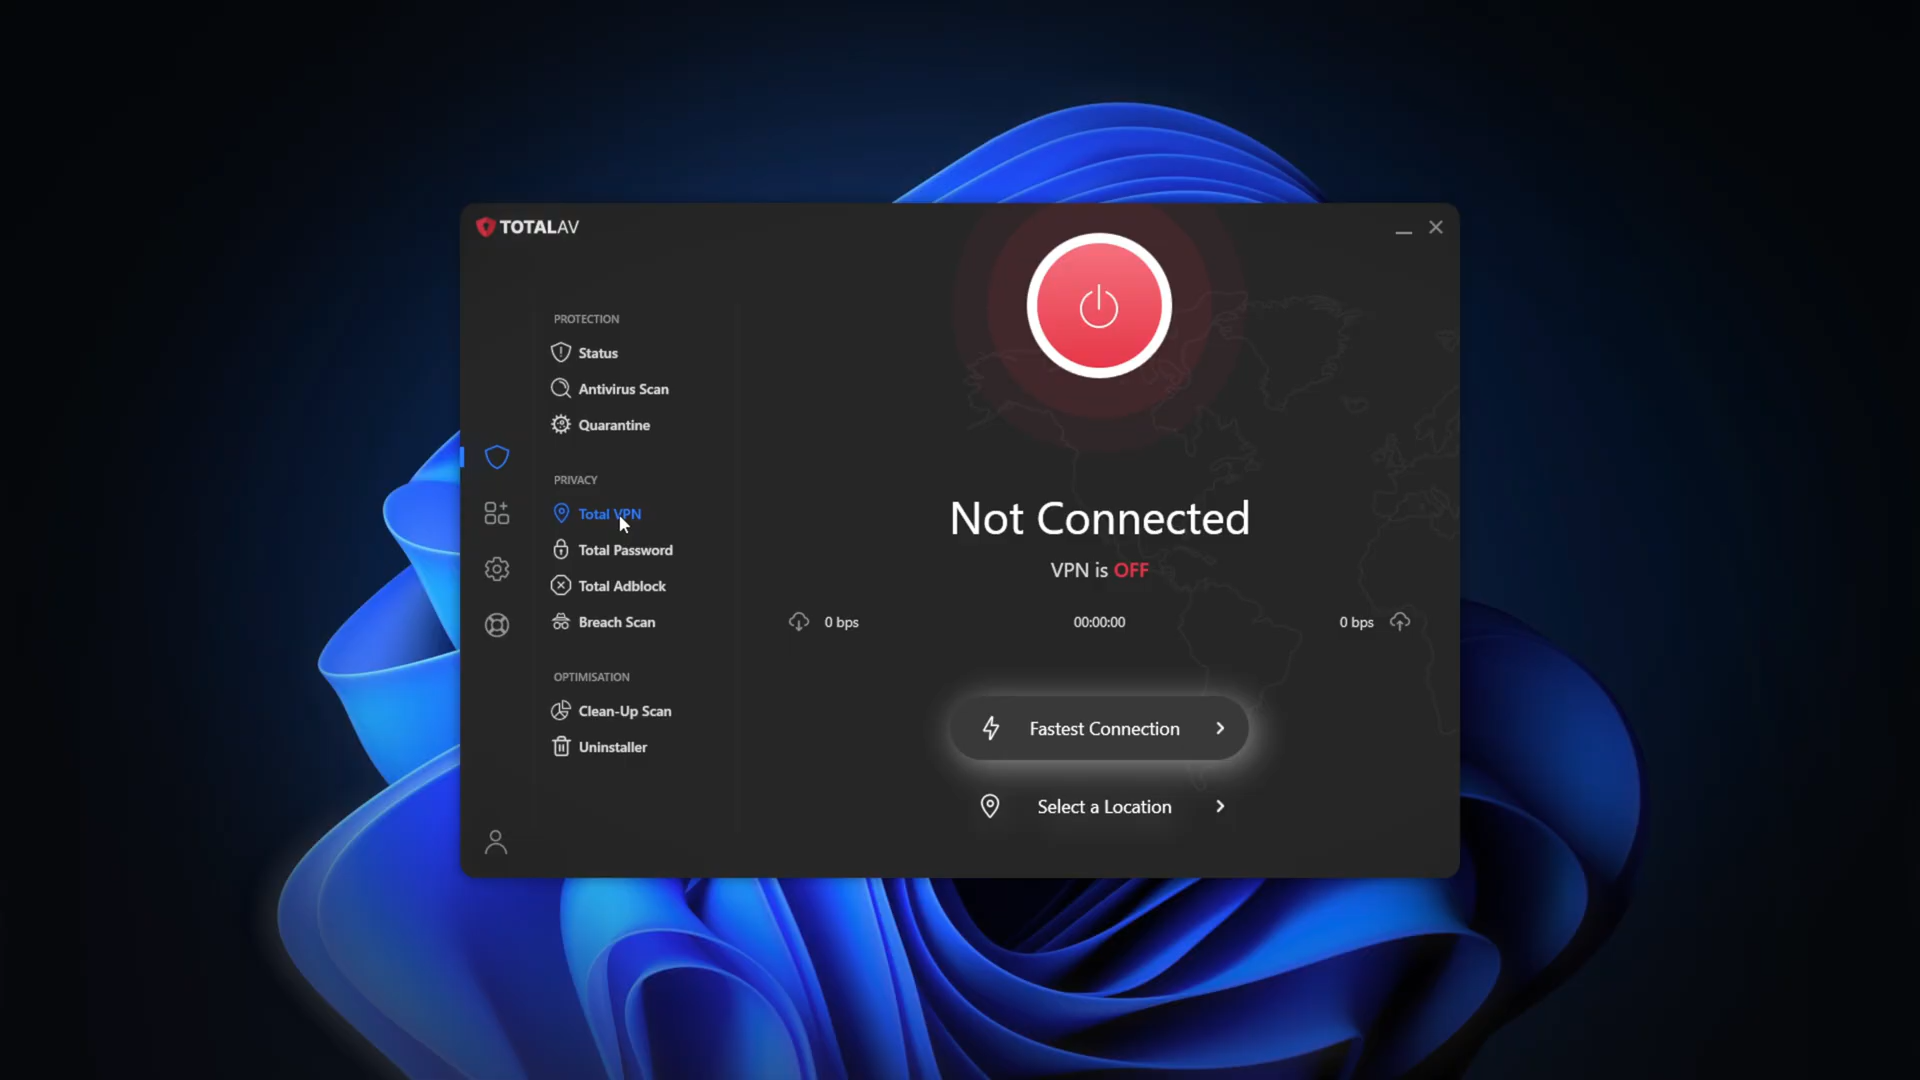 TOTALAV
PROTECTION
Status
Antivirus Scan
Quarantine
PRIVACY
Total VPN
Total Password
Total Adblock
Breach Scan
OPTIMISATION
Clean-Up Scan
Uninstaller
Not Connected
VPN is OFF
0 bps
00:00:00
0 bps
Fastest Connection
Select a Location